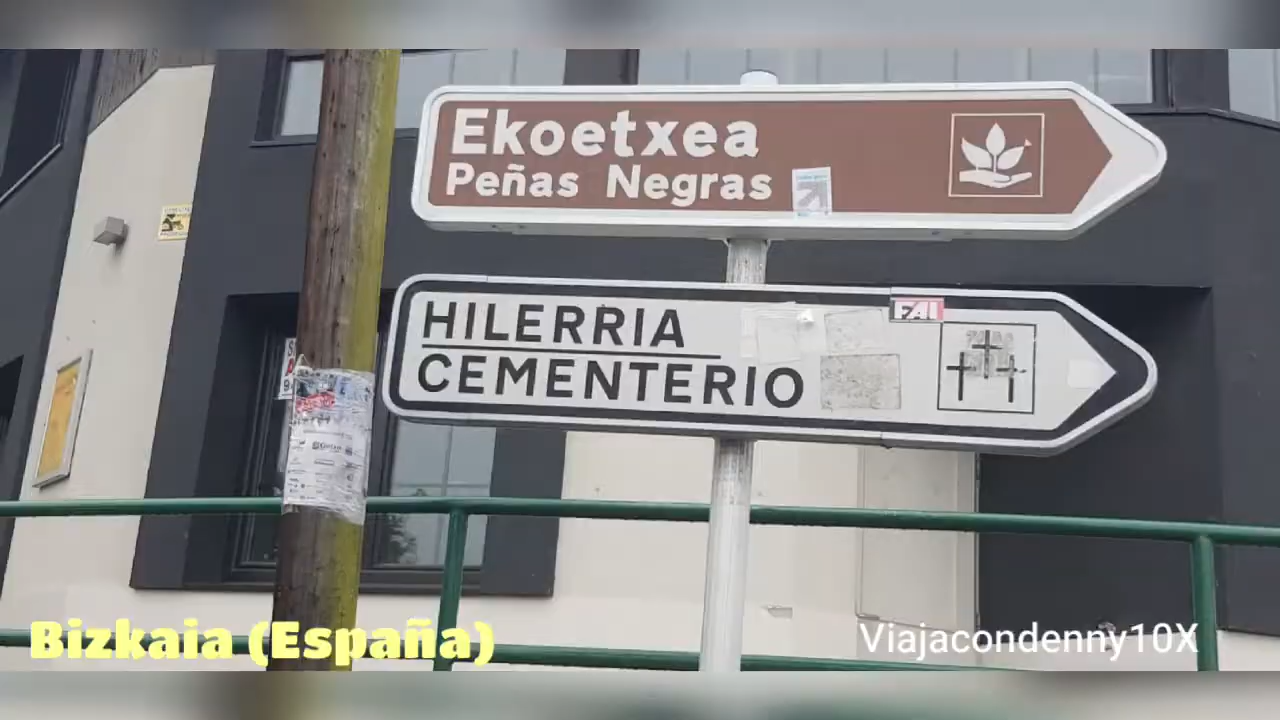 Ekoetxea
Peñas Negras
HILERRIA
CEMENTERIO
FAI
Bizkaia (España)
Viajacondenny10X